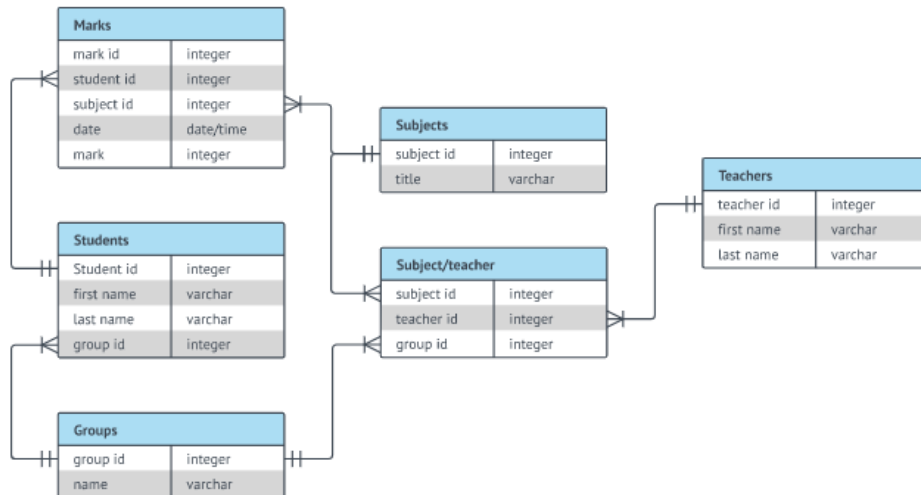 Marks
mark id integer
student id integer
subject id integer
date date/time
mark integer
Students
Student id integer
first name varchar
last name varchar
group id integer
Groups
group id integer
name varchar
Subjects
subject id integer
title varchar
Subject/teacher
subject id integer
teacher id integer
group id integer
Teachers
teacher id integer
first name varchar
last name varchar